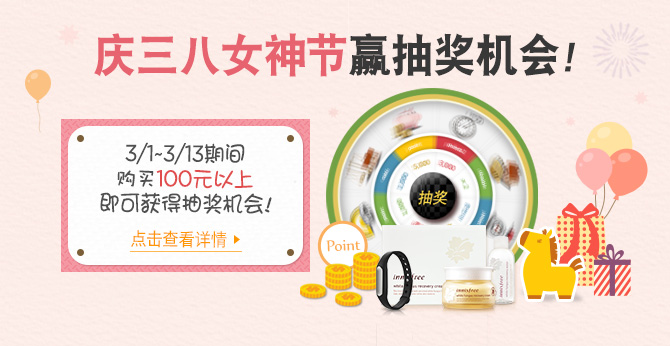 庆三八女神节赢抽奖机会!
3/1~3/13期间
购买100元以上
即可获得抽奖机会!
点击查看详情
抽奖
Point
innisfree
innisfree